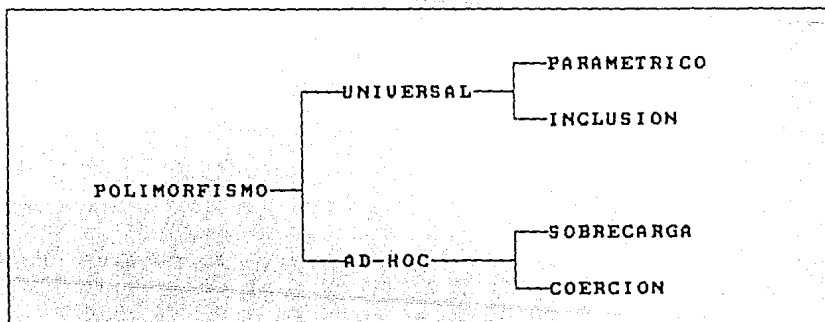 PARAMETRICO
UNIVERSAL
INCLUSION
POLIMORFISMO
SOBRECARGA
AD-HOC
COERCION